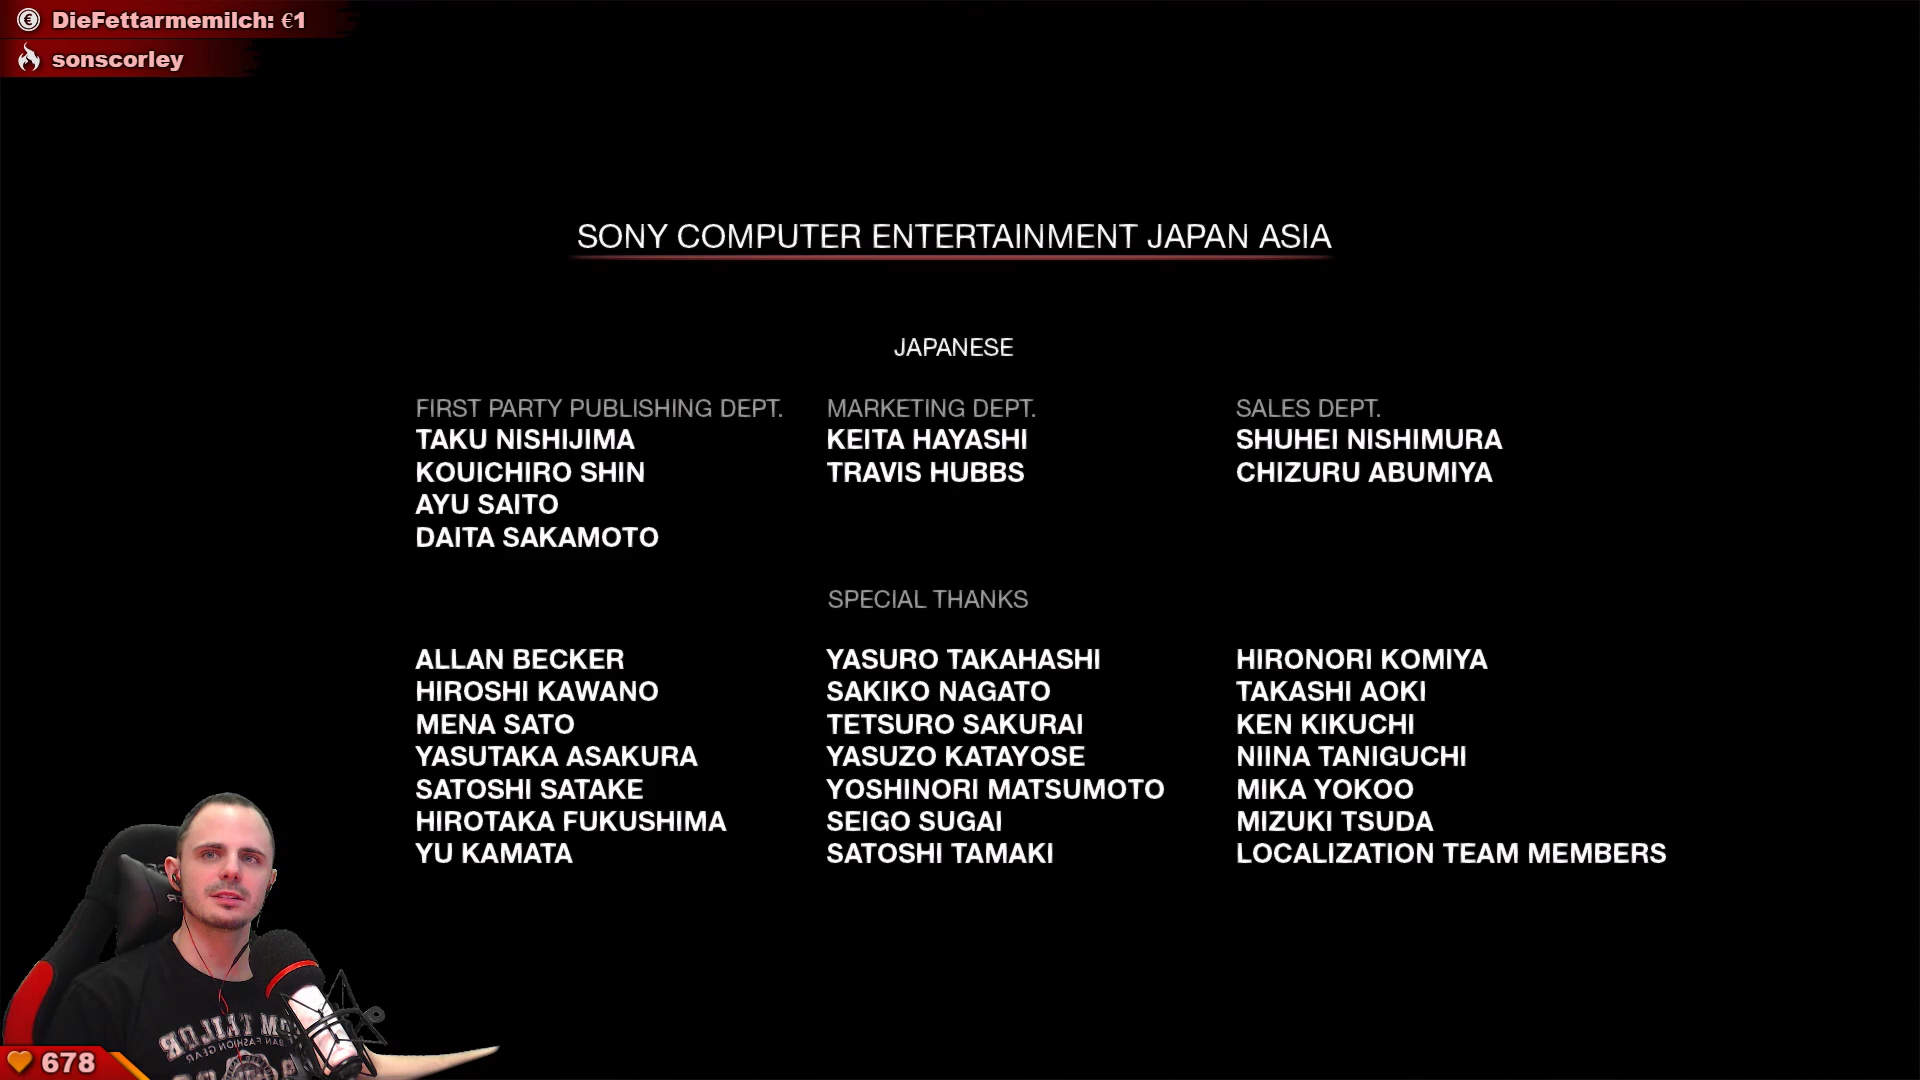 DieFettarmemilch: €1
sonscorley
SONY COMPUTER ENTERTAINMENT JAPAN ASIA
JAPANESE
FIRST PARTY PUBLISHING DEPT.
TAKU NISHIJIMA
KOUICHIRO SHIN
AYU SAITO
DAITA SAKAMOTO
MARKETING DEPT.
KEITA HAYASHI
TRAVIS HUBBS
SALES DEPT.
SHUHEI NISHIMURA
CHIZURU ABUMIYA
SPECIAL THANKS
ALLAN BECKER
HIROSHI KAWANO
MENA SATO
YASUTAKA ASAKURA
SATOSHI SATAKE
HIROTAKA FUKUSHIMA
YU KAMATA
YASURO TAKAHASHI
SAKIKO NAGATO
TETSURO SAKURAI
YASUZO KATAYOSE
YOSHINORI MATSUMOTO
SEIGO SUGAI
SATOSHI TAMAKI
HIRONORI KOMIYA
TAKASHI AOKI
KEN KIKUCHI
NIINA TANIGUCHI
MIKA YOKOO
MIZUKI TSUDA
LOCALIZATION TEAM MEMBERS
TOM TAILOR
FASHION GEAR
678